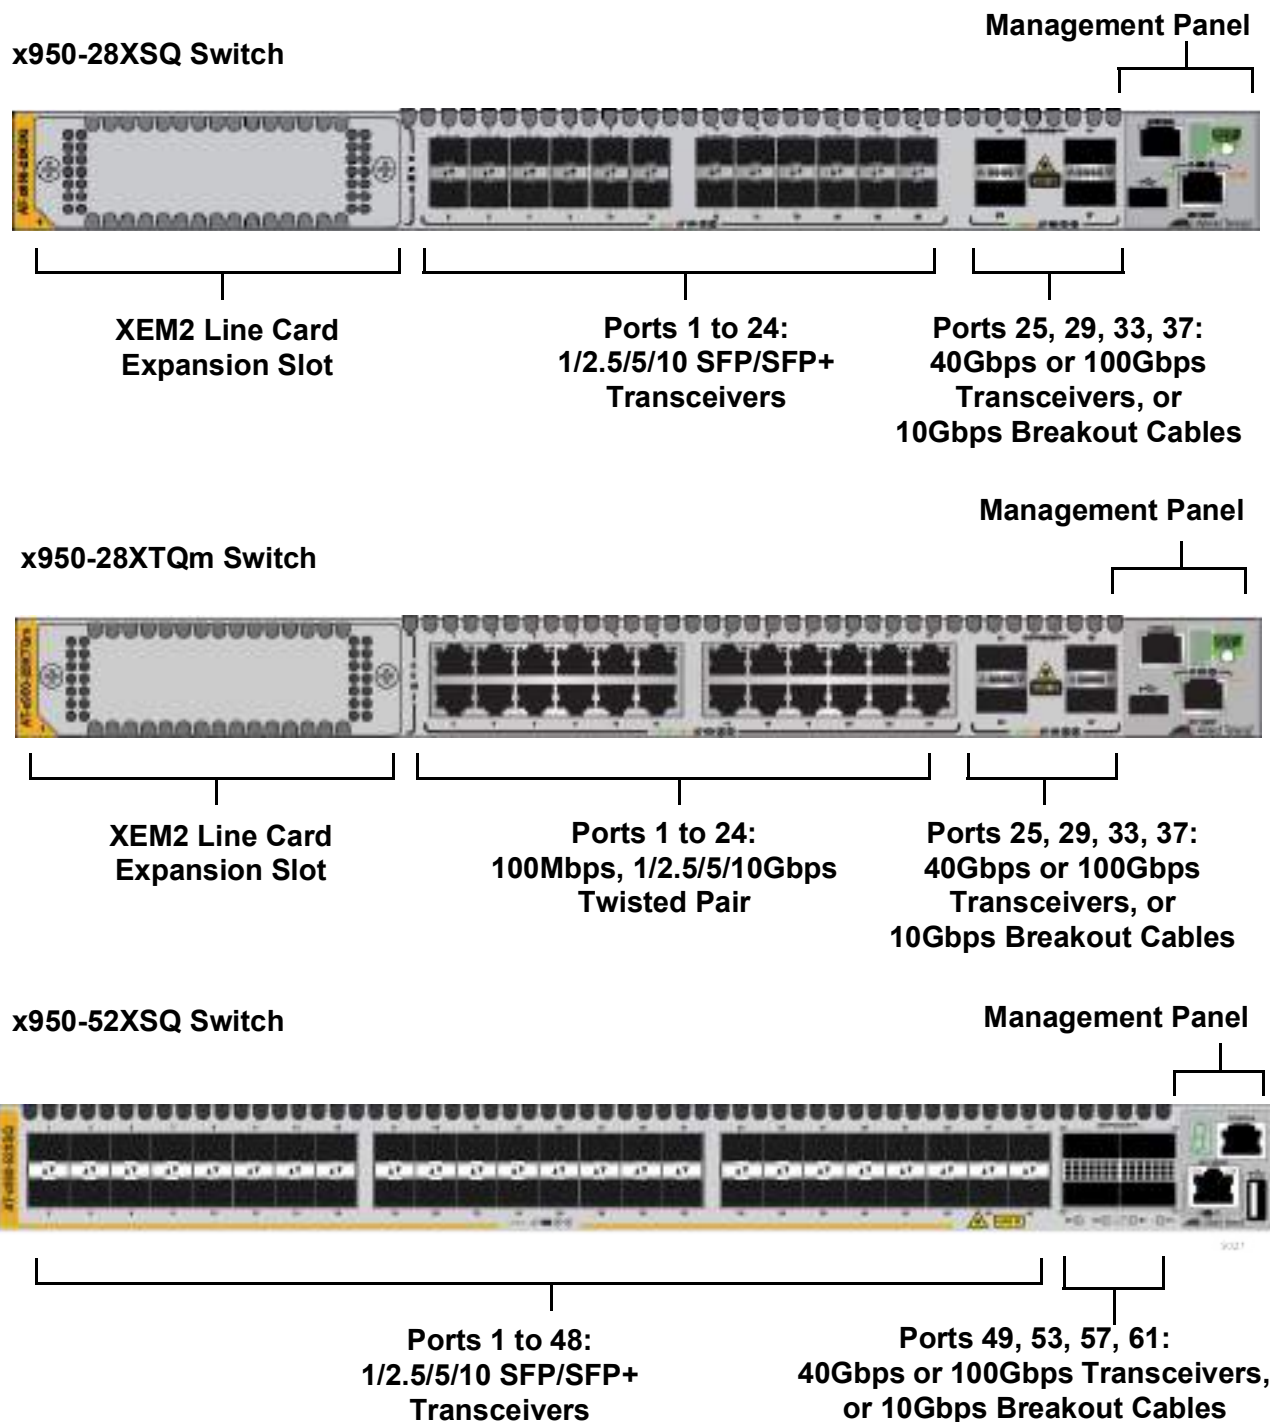 Management Panel
x950-28XSQ Switch
XEM2 Line Card
Expansion Slot
Ports 1 to 24:
1/2.5/5/10 SFP/SFP+
Transceivers
Ports 25, 29, 33, 37:
40Gbps or 100Gbps
Transceivers, or
10Gbps Breakout Cables
Management Panel
x950-28XTQm Switch
XEM2 Line Card
Expansion Slot
Ports 1 to 24:
100Mbps, 1/2.5/5/10Gbps
Twisted Pair
Ports 25, 29, 33, 37:
40Gbps or 100Gbps
Transceivers, or
10Gbps Breakout Cables
x950-52XSQ Switch
Management Panel
Ports 1 to 48:
1/2.5/5/10 SFP/SFP+
Transceivers
Ports 49, 53, 57, 61:
40Gbps or 100Gbps Transceivers,
or 10Gbps Breakout Cables